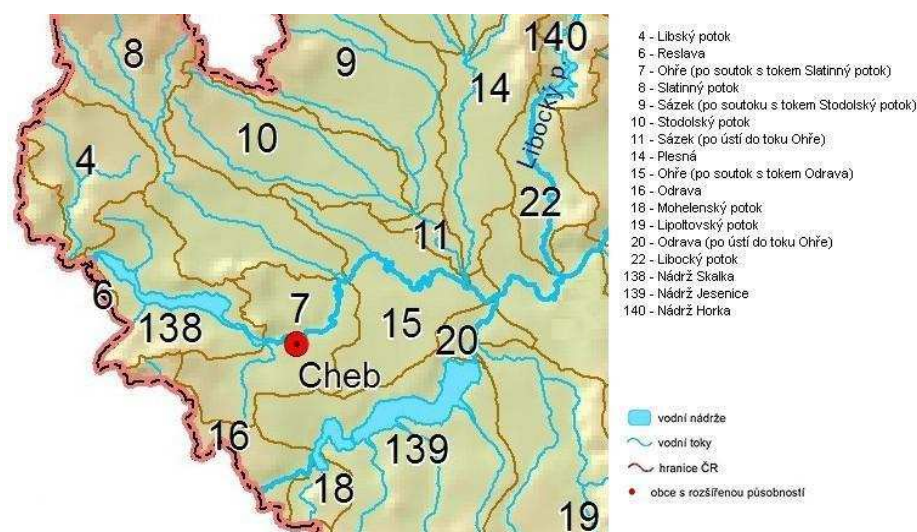 8
9
140
14
Libocký p.
10
4
22
11
6
7
138
15
20
Cheb
16
139
18
19
4 - Libský potok
6 - Reslava
7 - Ohře (po soutok s tokem Slatinný potok)
8 - Slatinný potok
9 - Sázek (po soutoku s tokem Stodolský potok)
10 - Stodolský potok
11 - Sázek (po ústí do toku Ohře)
14 - Plesná
15 - Ohře (po soutok s tokem Odrava)
16 - Odrava
18 - Mohelenský potok
19 - Lipoltovský potok
20 - Odrava (po ústí do toku Ohře)
22 - Libocký potok
138 - Nádrž Skalka
139 - Nádrž Jesenice
140 - Nádrž Horka
vodní nádrže
vodní toky
hranice ČR
obce s rozšířenou působností